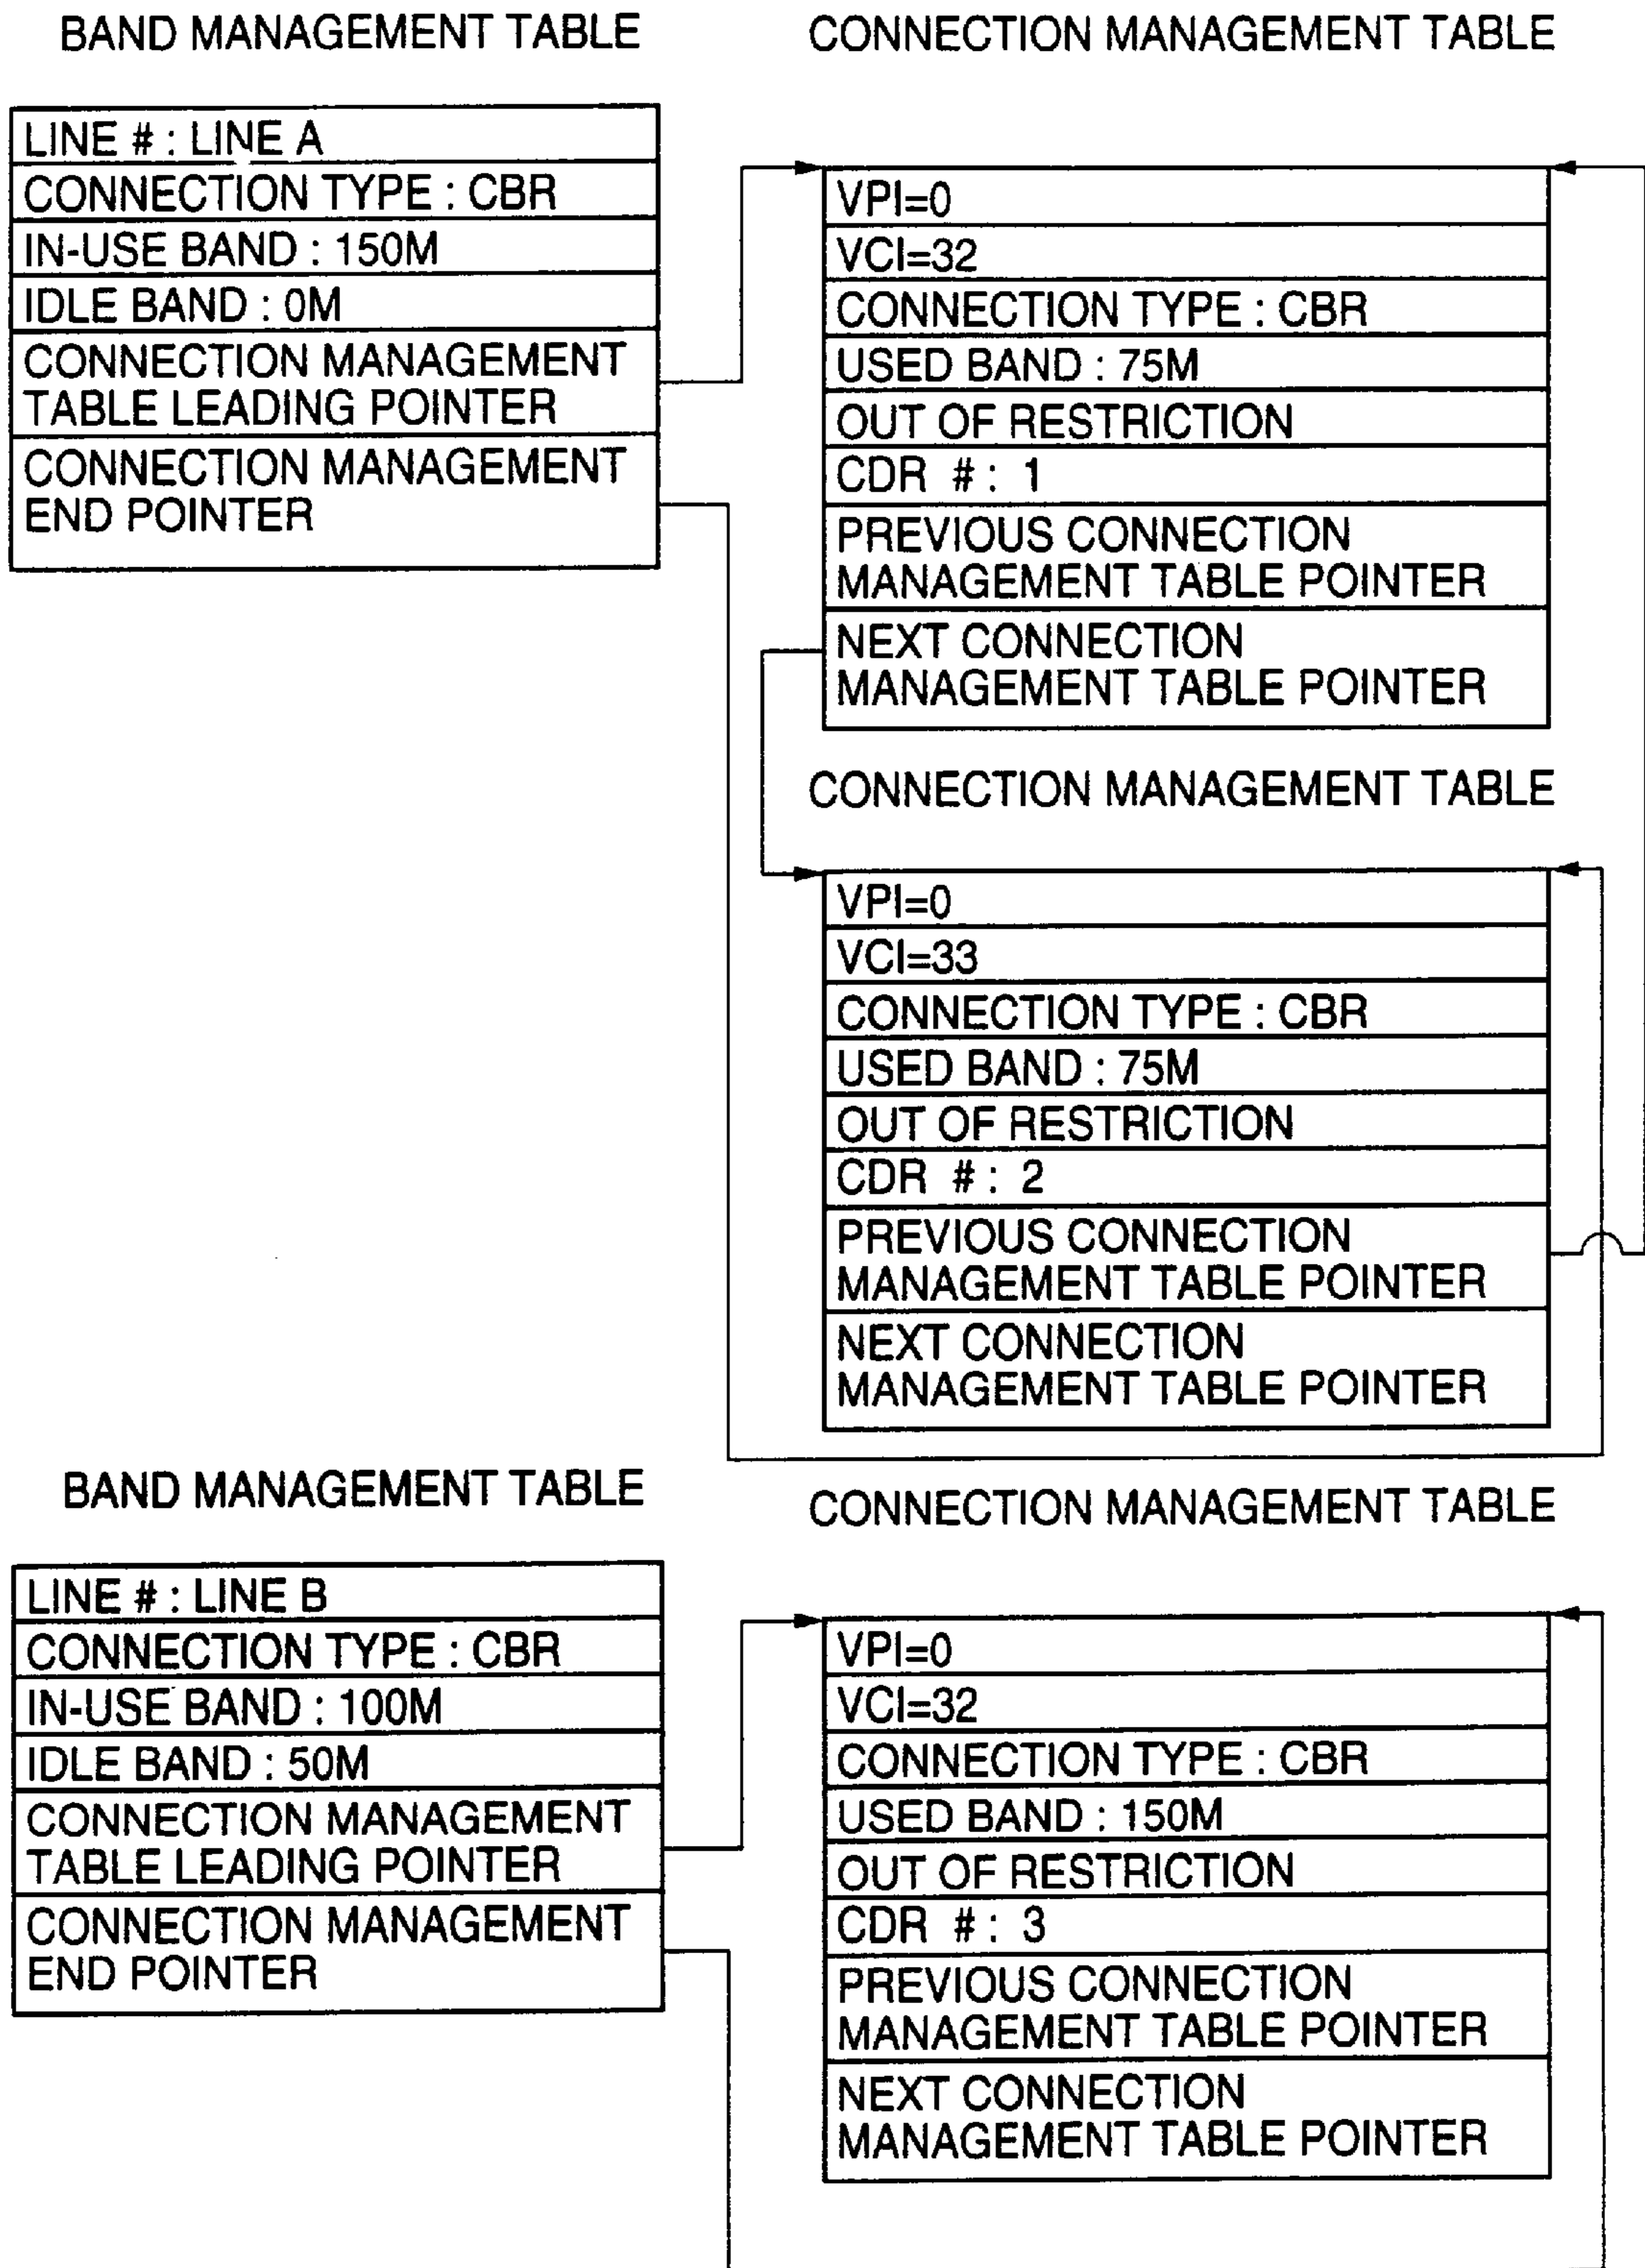 BAND MANAGEMENT TABLE
LINE # : LINE A
CONNECTION TYPE : CBR
IN-USE BAND : 150M
IDLE BAND : 0M
CONNECTION MANAGEMENT
TABLE LEADING POINTER
CONNECTION MANAGEMENT
END POINTER
CONNECTION MANAGEMENT TABLE
VPI=0
VCI=32
CONNECTION TYPE : CBR
USED BAND : 75M
OUT OF RESTRICTION
CDR # : 1
PREVIOUS CONNECTION
MANAGEMENT TABLE POINTER
NEXT CONNECTION
MANAGEMENT TABLE POINTER
CONNECTION MANAGEMENT TABLE
VPI=0
VCI=33
CONNECTION TYPE : CBR
USED BAND : 75M
OUT OF RESTRICTION
CDR # : 2
PREVIOUS CONNECTION
MANAGEMENT TABLE POINTER
NEXT CONNECTION
MANAGEMENT TABLE POINTER
BAND MANAGEMENT TABLE
LINE # : LINE B
CONNECTION TYPE : CBR
IN-USE BAND : 100M
IDLE BAND : 50M
CONNECTION MANAGEMENT
TABLE LEADING POINTER
CONNECTION MANAGEMENT
END POINTER
CONNECTION MANAGEMENT TABLE
VPI=0
VCI=32
CONNECTION TYPE : CBR
USED BAND : 150M
OUT OF RESTRICTION
CDR # : 3
PREVIOUS CONNECTION
MANAGEMENT TABLE POINTER
NEXT CONNECTION
MANAGEMENT TABLE POINTER